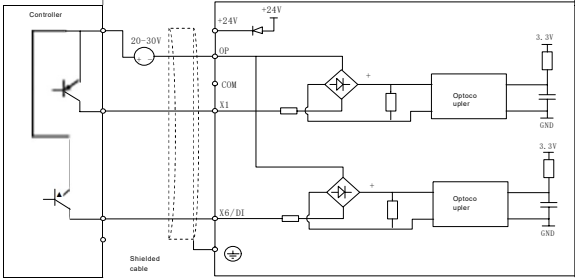 Controller
+24V
+24V
20-30V
OP
COM
X1
+
Optoco
upler
3.3V
GND
+
Optoco
upler
3.3V
GND
X6/DI
Shielded
cable